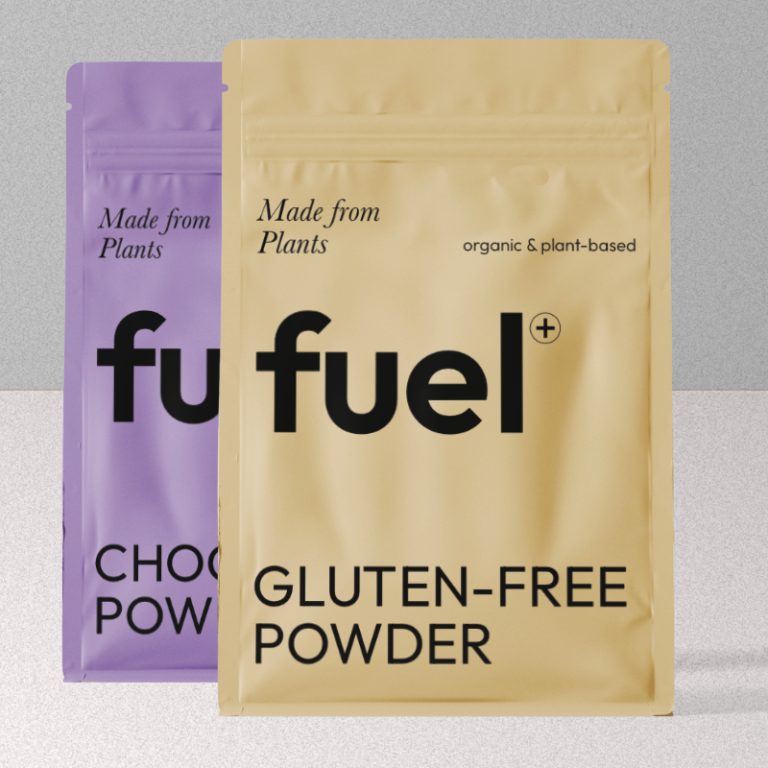 Made from
Plants
fu
CHOC
POW
Made from
Plants
organic & plant-based
fuel+
GLUTEN-FREE
POWDER